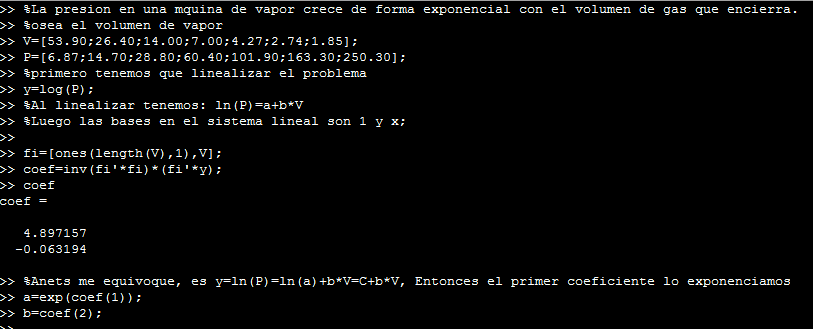 >> %La presion en una mquina de vapor crece de forma exponencial con el volumen de gas que encierra.
>> %osea el volumen de vapor
>> V=[53.90;26.40;14.00;7.00;4.27;2.74;1.85];
>> P=[6.87;14.70;28.80;60.40;101.90;163.30;250.30];
>> %primero tenemos que linealizar el problema
>> y=log(P);
>> %Al linealizar tenemos: ln(P)=a+b*V
>> %Luego las bases en el sistema lineal son 1 y x;
>>
>> fi=[ones(length(V),1),V];
>> coef=inv(fi'*fi)*(fi'*y);
>> coef
coef =
4.897157
-0.063194
>> %Anets me equivoque, es y=ln(P)=ln(a)+b*V=C+b*V, Entonces el primer coeficiente lo exponenciamos
>> a=exp(coef(1));
>> b=coef(2);
>>